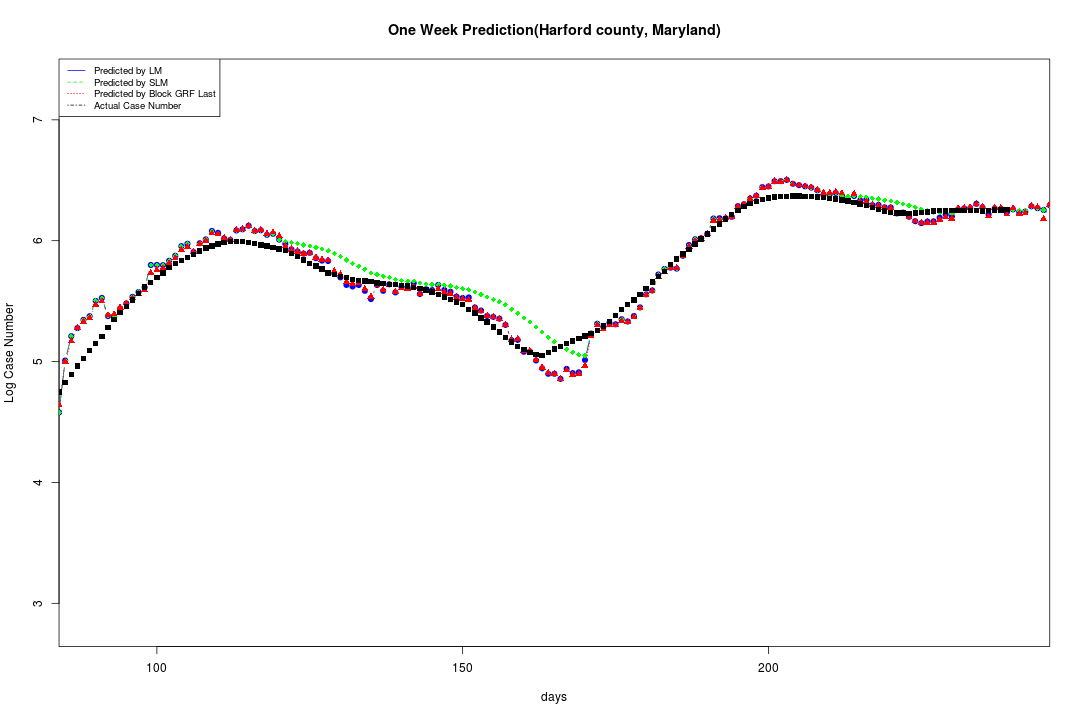 One Week Prediction(Harford county, Maryland)
Predicted by LM
Predicted by SLM
Predicted by Block GRF Last
Actual Case Number
7
6
5
4
3
Log Case Number
100 150 200
days